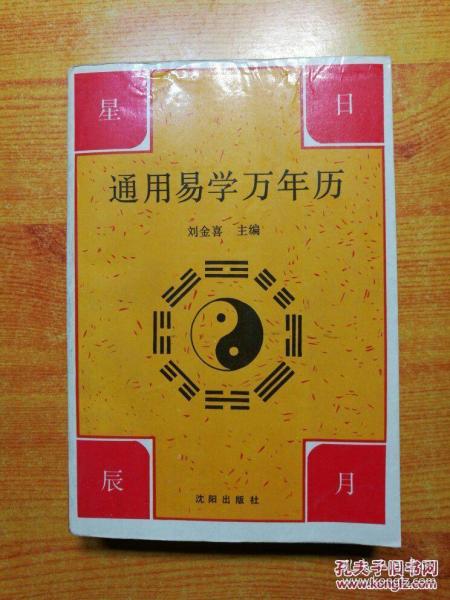 星 日
通用易学万年历
刘金喜 主编
辰 月
沈阳出版社
孔夫子旧书网
www.kongfz.com